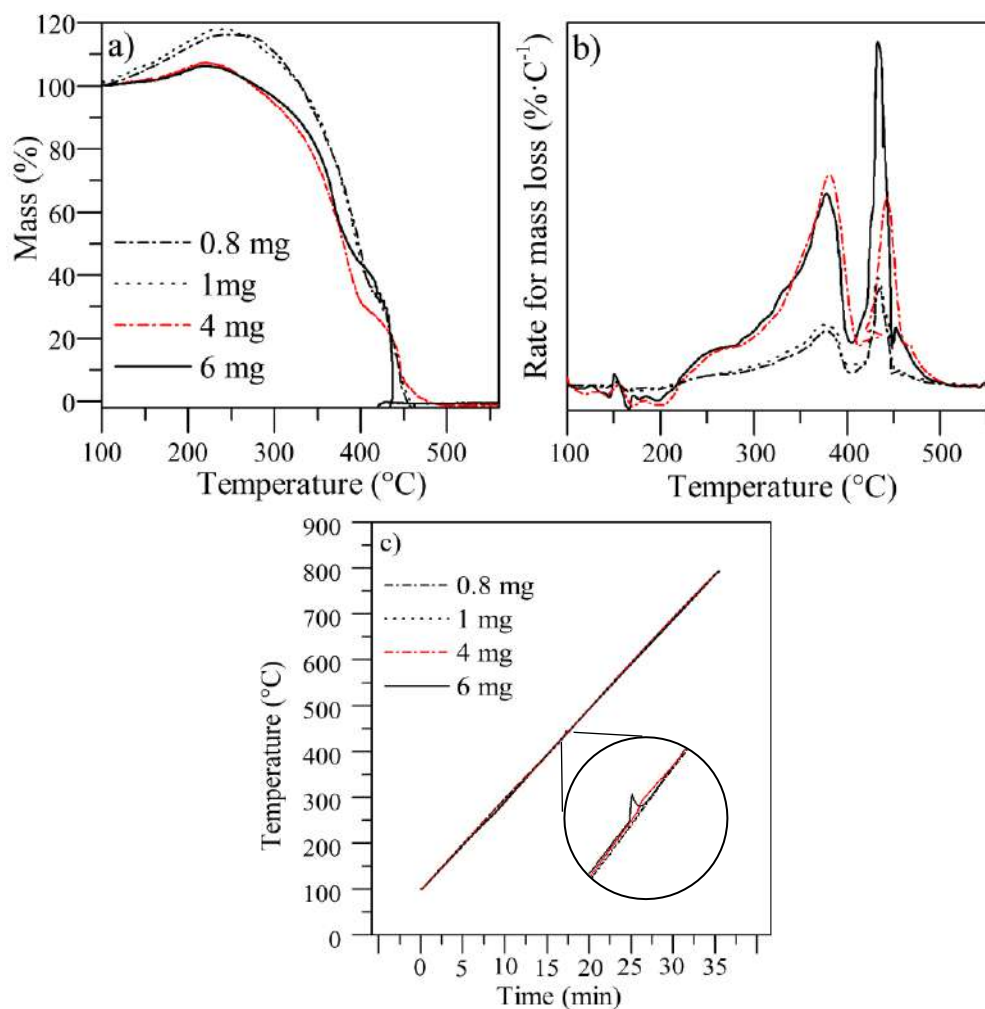 a)
Mass (%)
120
100
80
60
40
20
0
0.8 mg
1mg
4 mg
6 mg
100 200 300 400 500
Temperature (°C)
b)
Rate for mass loss (%·C⁻¹)
100 200 300 400 500
Temperature (°C)
c)
Temperature (°C)
900
800
700
600
500
400
300
200
100
0
0.8 mg
1 mg
4 mg
6 mg
0 5 10 15 20 25 30 35
Time (min)